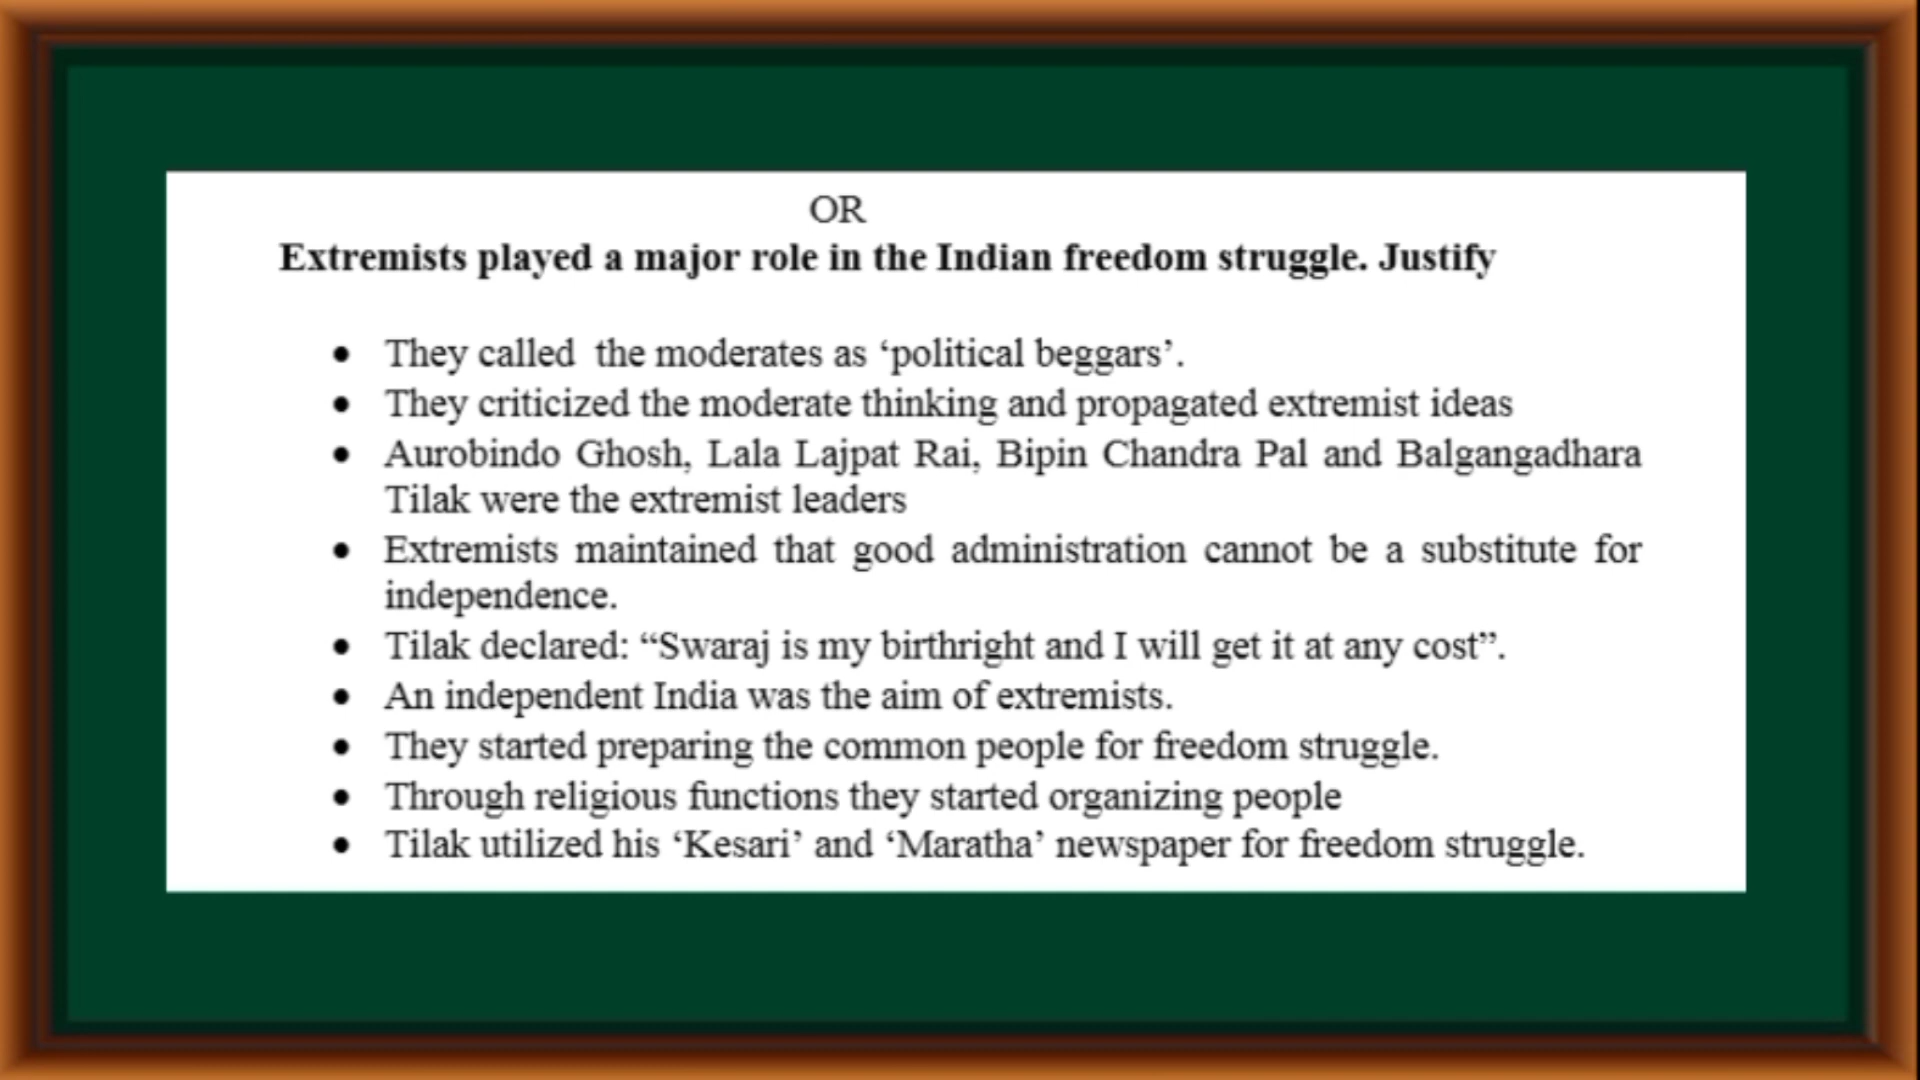 OR
Extremists played a major role in the Indian freedom struggle. Justify
• They called  the moderates as ‘political beggars’.
• They criticized the moderate thinking and propagated extremist ideas
• Aurobindo Ghosh, Lala Lajpat Rai, Bipin Chandra Pal and Balgangadhara
Tilak were the extremist leaders
• Extremists maintained that good administration cannot be a substitute for
independence.
• Tilak declared: “Swaraj is my birthright and I will get it at any cost”.
• An independent India was the aim of extremists.
• They started preparing the common people for freedom struggle.
• Through religious functions they started organizing people
• Tilak utilized his ‘Kesari’ and ‘Maratha’ newspaper for freedom struggle.